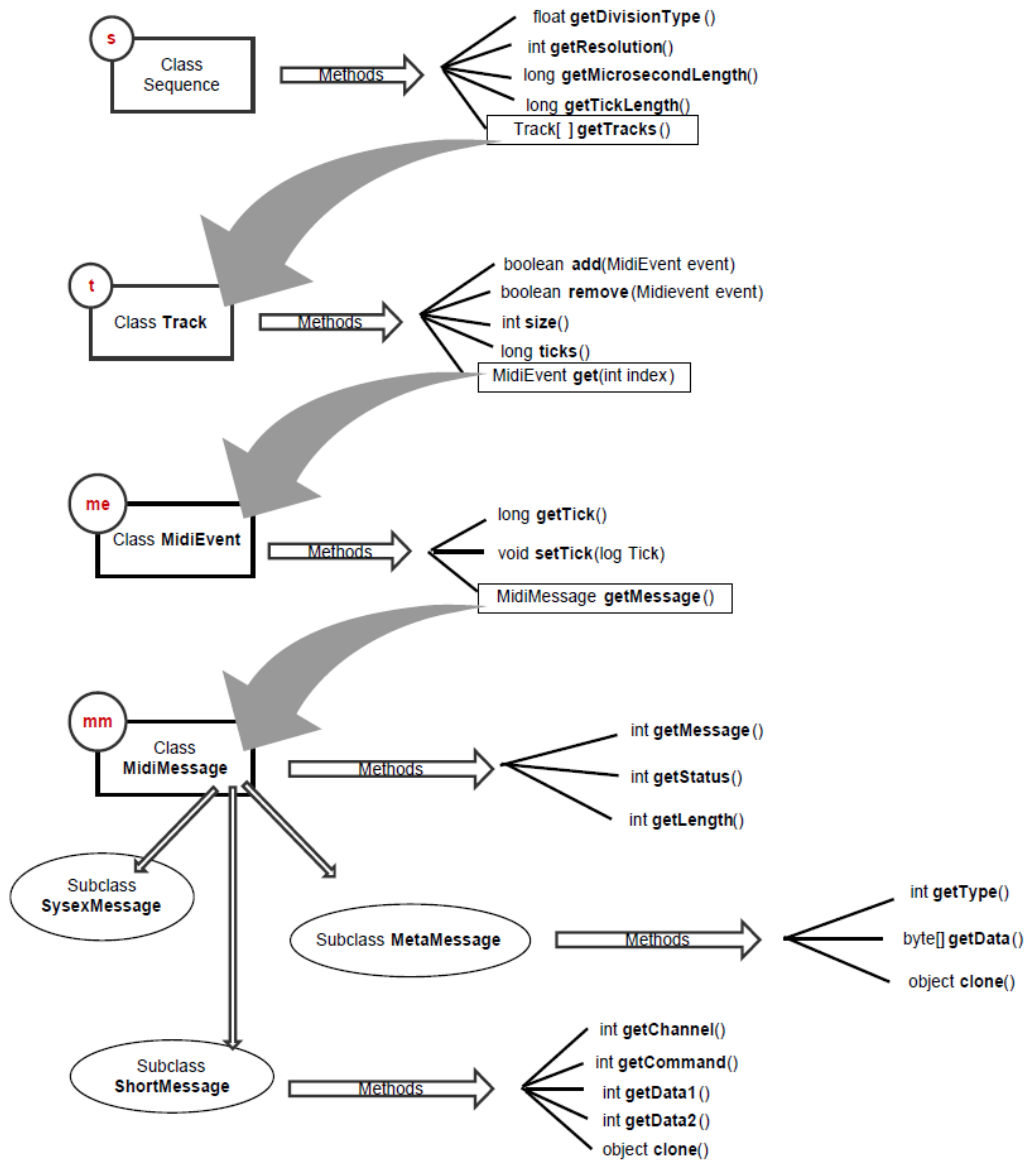 s
Class
Sequence
Methods
float getDivisionType()
int getResolution()
long getMicrosecondLength()
long getTickLength()
Track[ ] getTracks()
t
Class Track
Methods
boolean add(MidiEvent event)
boolean remove(Midievent event)
int size()
long ticks()
MidiEvent get(int index)
me
Class MidiEvent
Methods
long getTick()
void setTick(log Tick)
MidiMessage getMessage()
mm
Class
MidiMessage
Methods
int getMessage()
int getStatus()
int getLength()
Subclass
SysexMessage
Subclass MetaMessage
Methods
int getType()
byte[] getData()
object clone()
Subclass
ShortMessage
Methods
int getChannel()
int getCommand()
int getData1()
int getData2()
object clone()